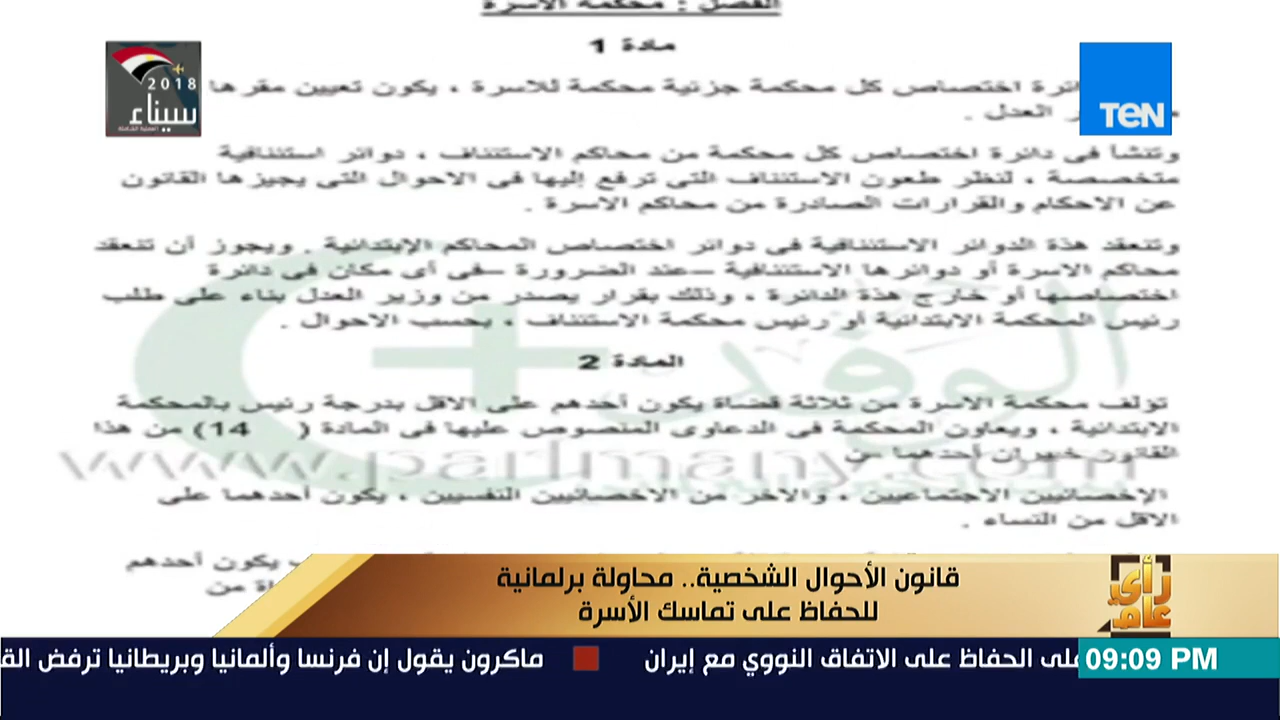 الفصل : محكمة الاسرة
مادة 1
دائرة اختصاص كل محكمة جزئية محكمة للاسرة ، يكون تعيين مقرها
العدل .
وتنشأ فى دائرة اختصاص كل محكمة من محاكم الاستئناف ، دوائر استئنافية
متخصصة ، لنظر طعون الاستئناف التى ترفع إليها فى الاحوال التى يجيزها القانون
عن الاحكام والقرارات الصادرة من محاكم الاسرة .
وتنعقد هذة الدوائر الاستئنافية فى دوائر اختصاص المحاكم الإبتدائية . ويجوز أن تنعقد
محاكم الاسرة أو دوائرها الاستئنافية –عند الضرورة –فى أى مكان فى دائرة
اختصاصها أو خارج هذة الدائرة ، وذلك بقرار يصدر من وزير العدل بناء على طلب
رئيس المحكمة الابتدائية أو رئيس محكمة الاستئناف ، بحسب الاحوال .
المادة 2
تؤلف محكمة الاسرة من ثلاثة قضاة يكون أحدهم على الاقل بدرجة رئيس بالمحكمة
الابتدائية ، ويعاون المحكمة فى الدعاوى المنصوص عليها فى المادة ( 14) من هذا
القانون خبيران أحدهما من
الإخصائيين الاجتماعيين ، والآخر من الاخصائيين النفسيين ، يكون أحدهما على
الاقل من النساء .
يكون أحدهم
من
الوفد
www.parlmany.com
2018
سيناء
TEN
قانون الأحوال الشخصية.. محاولة برلمانية
للحفاظ على تماسك الأسرة
رأي
عام
على الحفاظ على الاتفاق النووي مع إيران
ماكرون يقول إن فرنسا وألمانيا وبريطانيا ترفض
09:09 PM